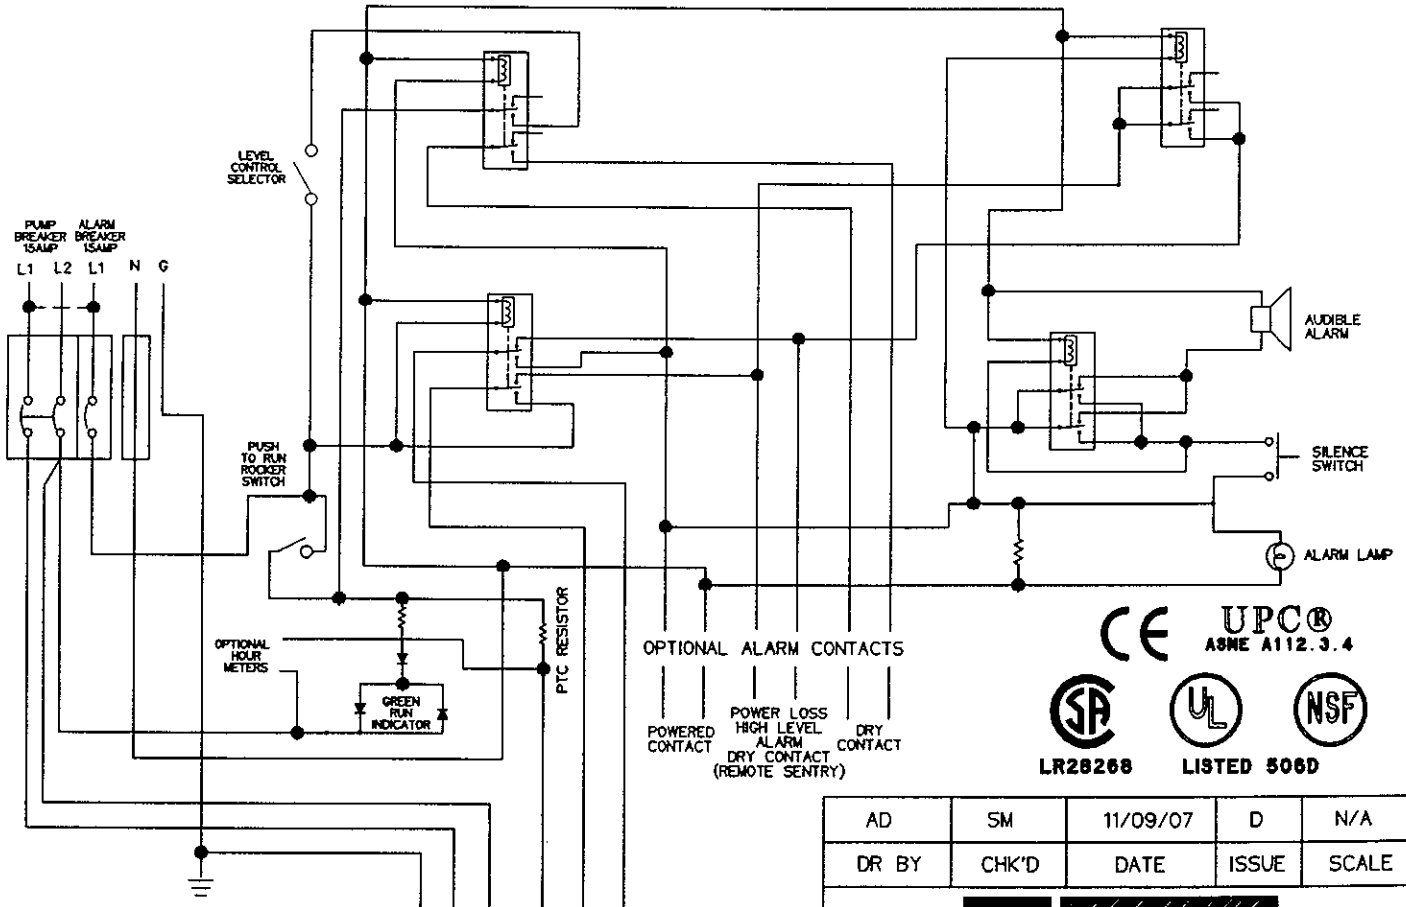 LEVEL
CONTROL
SELECTOR
PUMP
BREAKER
15AMP
ALARM
BREAKER
15AMP
L1 L2 L1 N G
AUDIBLE
ALARM
PUSH
TO RUN
ROCKER
SWITCH
SILENCE
SWITCH
ALARM LAMP
PTC RESISTOR
OPTIONAL
HOUR
METERS
GREEN
RUN
INDICATOR
OPTIONAL ALARM CONTACTS
POWERED
CONTACT
POWER LOSS
HIGH LEVEL
ALARM
DRY CONTACT
(REMOTE SENTRY)
DRY
CONTACT
CE
UPC®
ASME A112.3.4
SA
UL
NSF
LR28268
LISTED 506D
AD SM 11/09/07 D N/A
DR BY CHK'D DATE ISSUE SCALE